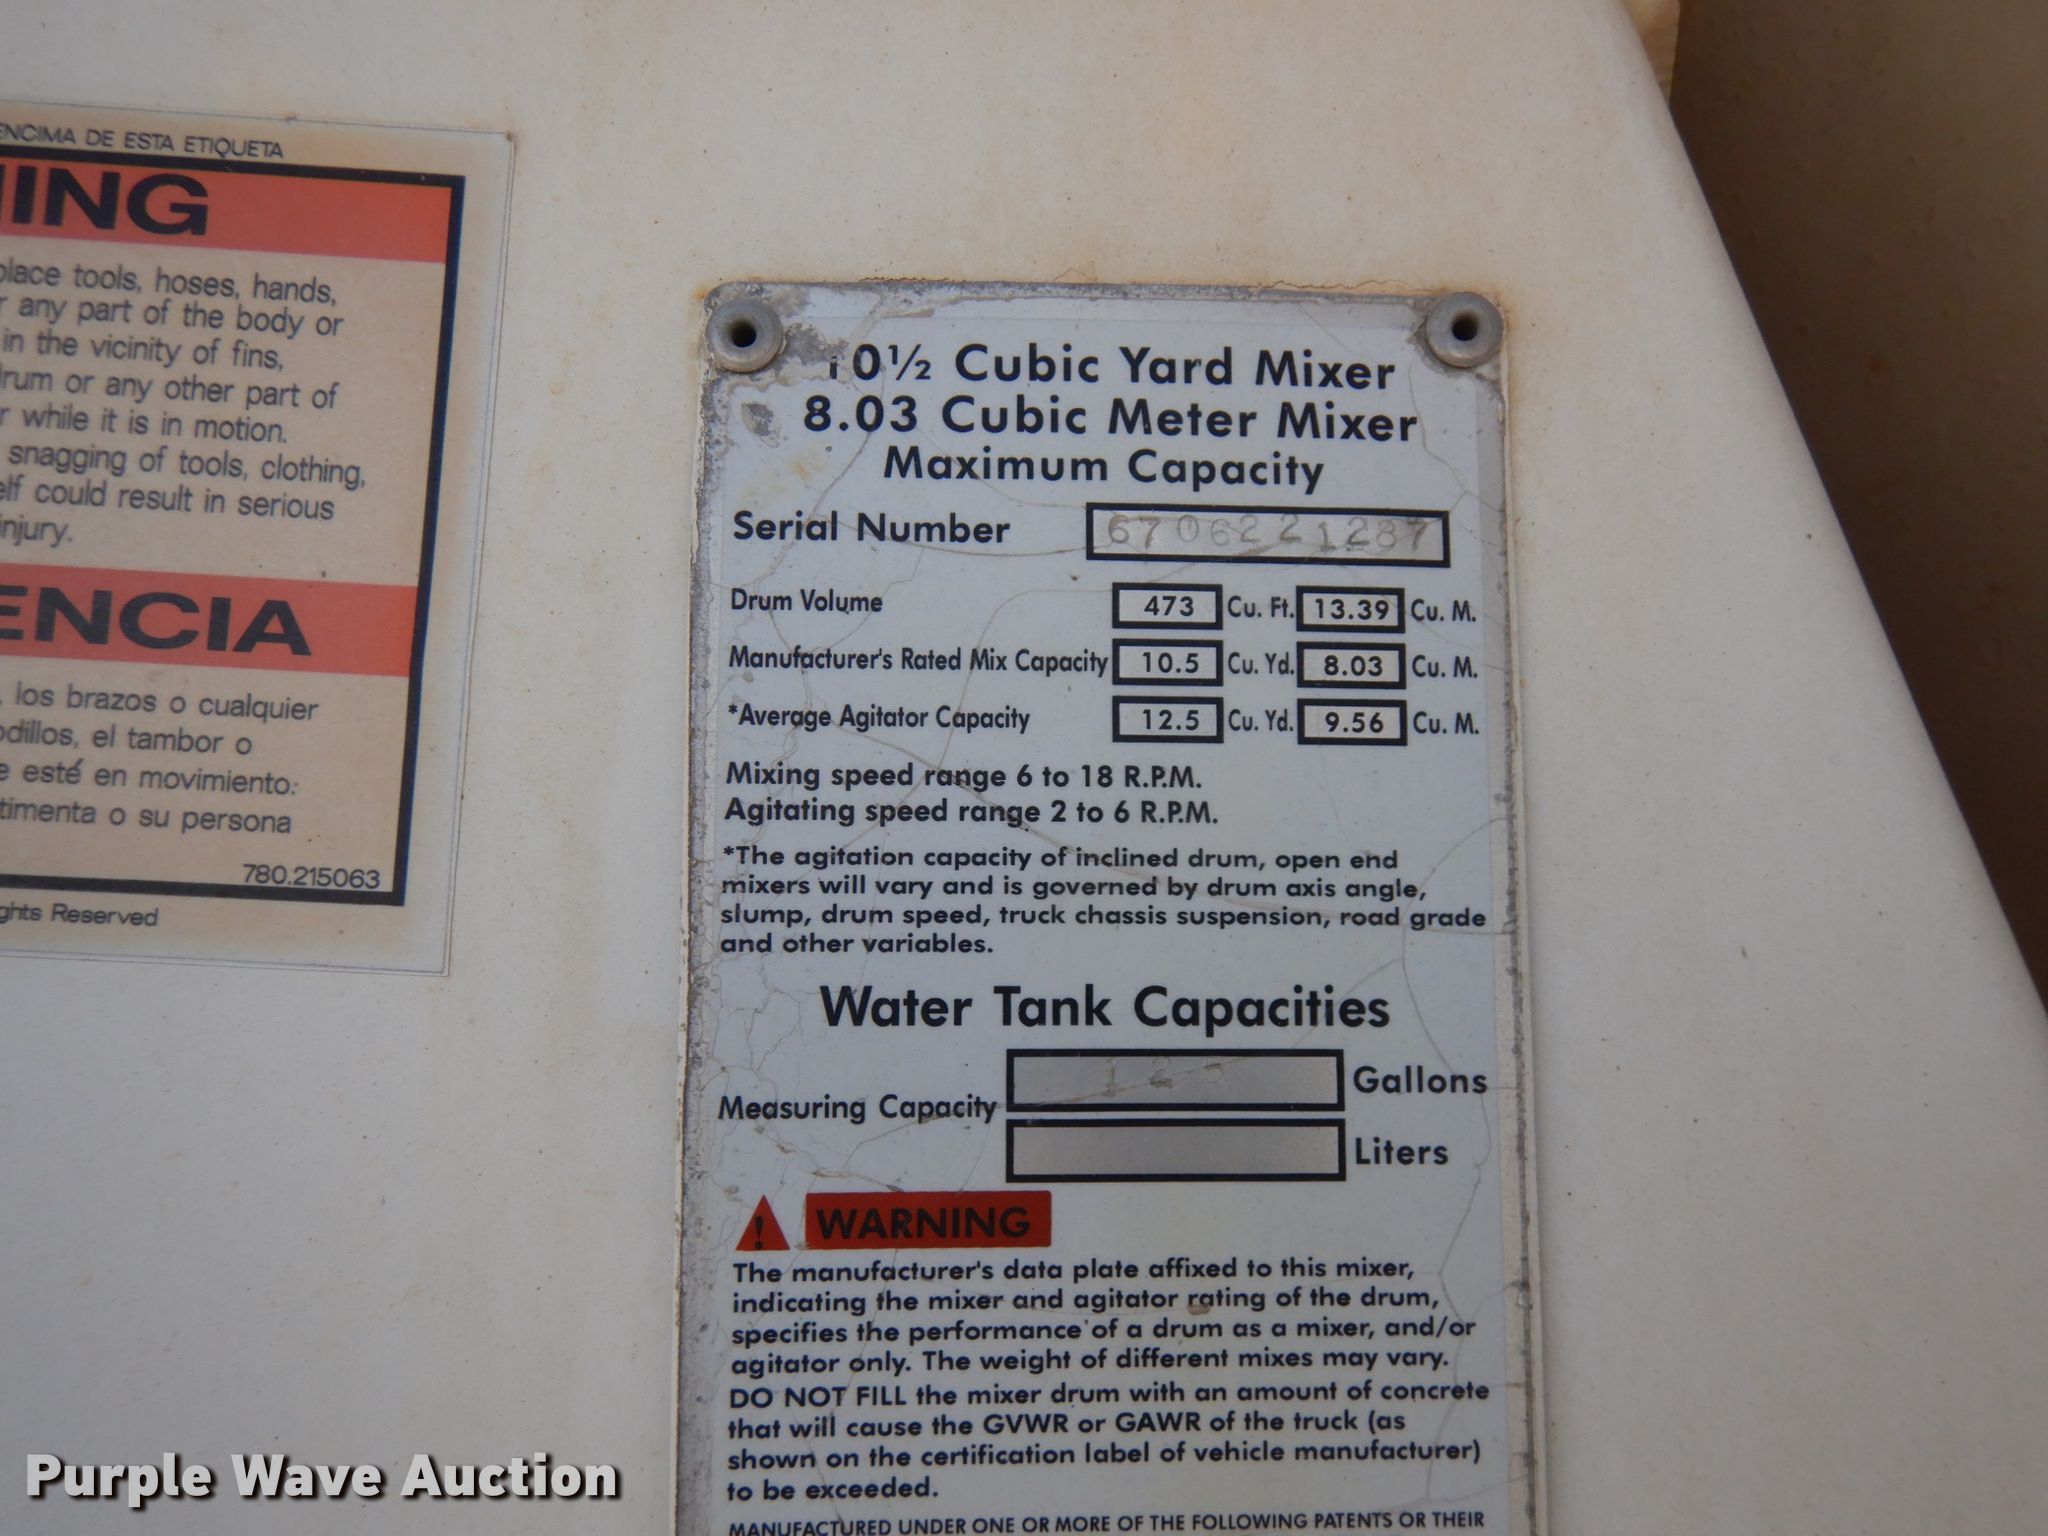 ENCIMA DE ESTA ETIQUETA
NING
place tools, hoses, hands,
r any part of the body or
in the vicinity of fins,
drum or any other part of
r while it is in motion.
snagging of tools, clothing,
elf could result in serious
injury.
ENCIA
, los brazos o cualquier
odillos, el tambor o
e esté en movimiento:
timenta o su persona
780.215063
ghts Reserved
10½ Cubic Yard Mixer
8.03 Cubic Meter Mixer
Maximum Capacity
Serial Number 6706221287
Drum Volume 473 Cu. Ft. 13.39 Cu. M.
Manufacturer's Rated Mix Capacity 10.5 Cu. Yd. 8.03 Cu. M.
*Average Agitator Capacity 12.5 Cu. Yd. 9.56 Cu. M.
Mixing speed range 6 to 18 R.P.M.
Agitating speed range 2 to 6 R.P.M.
*The agitation capacity of inclined drum, open end
mixers will vary and is governed by drum axis angle,
slump, drum speed, truck chassis suspension, road grade
and other variables.
Water Tank Capacities
Measuring Capacity 125 Gallons
Liters
! WARNING
The manufacturer's data plate affixed to this mixer,
indicating the mixer and agitator rating of the drum,
specifies the performance of a drum as a mixer, and/or
agitator only. The weight of different mixes may vary.
DO NOT FILL the mixer drum with an amount of concrete
that will cause the GVWR or GAWR of the truck (as
shown on the certification label of vehicle manufacturer)
to be exceeded.
MANUFACTURED UNDER ONE OR MORE OF THE FOLLOWING PATENTS OR THEIR
Purple Wave Auction